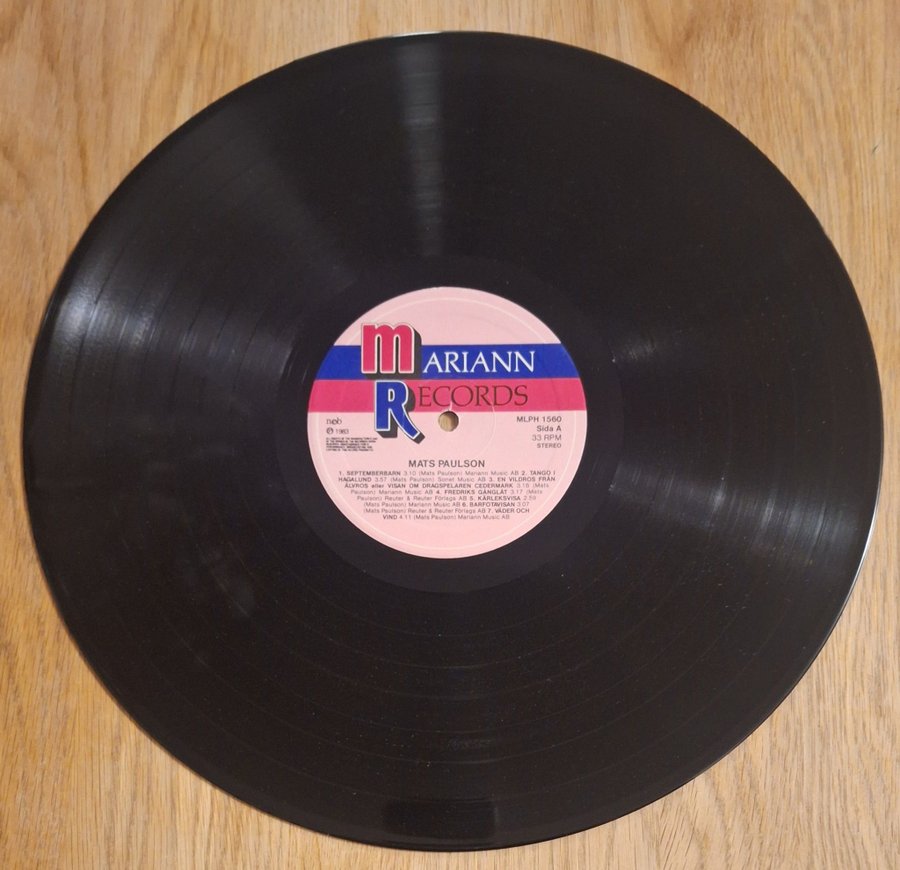 MARIANN
RECORDS
ncb
℗ 1983
MLPH 1560
Sida A
33 RPM
STEREO
MATS PAULSON
1. SEPTEMBERBARN 3.10 (Mats Paulson) Mariann Music AB 2. TANGO I
HAGALUND 3.57 (Mats Paulson) Sonet Music AB 3. EN VILDROS FRÅN
ÄLVROS eller VISAN OM DRAGSPELAREN CEDERMARK 3.18 (Mats
Paulson) Mariann Music AB 4. FREDRIKS GÅNGLÅT 3.17 (Mats
Paulson) Reuter & Reuter Förlags AB 5. KÄRLEKSVISA 2.59
(Mats Paulson) Mariann Music AB 6. BARFOTAVISAN 3.07
(Mats Paulson) Reuter & Reuter Förlags AB 7. VÄDER OCH
VIND 4.11 (Mats Paulson) Mariann Music AB